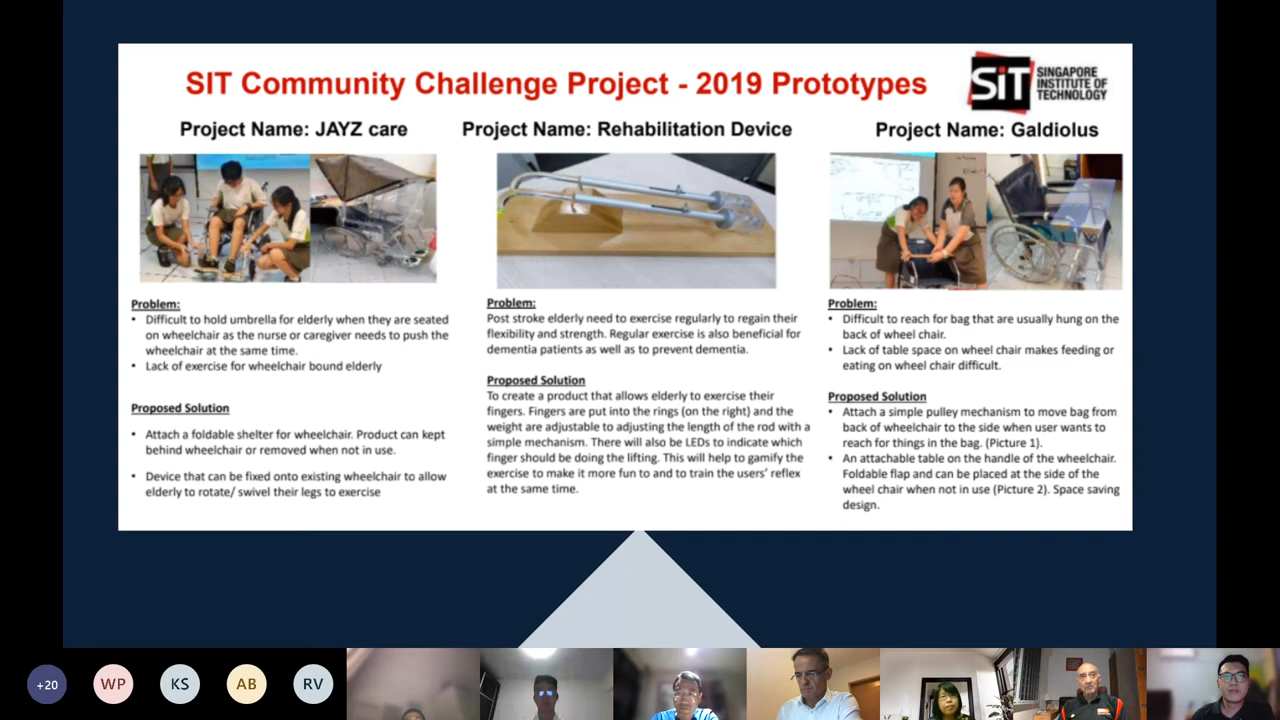 SIT Community Challenge Project - 2019 Prototypes
SiT
SINGAPORE
INSTITUTE OF
TECHNOLOGY
Project Name: JAYZ care
Problem:
• Difficult to hold umbrella for elderly when they are seated
on wheelchair as the nurse or caregiver needs to push the
wheelchair at the same time.
• Lack of exercise for wheelchair bound elderly
Proposed Solution
• Attach a foldable shelter for wheelchair. Product can kept
behind wheelchair or removed when not in use.
• Device that can be fixed onto existing wheelchair to allow
elderly to rotate/ swivel their legs to exercise
Project Name: Rehabilitation Device
Problem:
Post stroke elderly need to exercise regularly to regain their
flexibility and strength. Regular exercise is also beneficial for
dementia patients as well as to prevent dementia.
Proposed Solution
To create a product that allows elderly to exercise their
fingers. Fingers are put into the rings (on the right) and the
weight are adjustable to adjusting the length of the rod with a
simple mechanism. There will also be LEDs to indicate which
finger should be doing the lifting. This will help to gamify the
exercise to make it more fun to and to train the users' reflex
at the same time.
Project Name: Galdiolus
Problem:
• Difficult to reach for bag that are usually hung on the
back of wheel chair.
• Lack of table space on wheel chair makes feeding or
eating on wheel chair difficult.
Proposed Solution
• Attach a simple pulley mechanism to move bag from
back of wheelchair to the side when user wants to
reach for things in the bag. (Picture 1).
• An attachable table on the handle of the wheelchair.
Foldable flap and can be placed at the side of the
wheel chair when not in use (Picture 2). Space saving
design.
+20
WP
KS
AB
RV